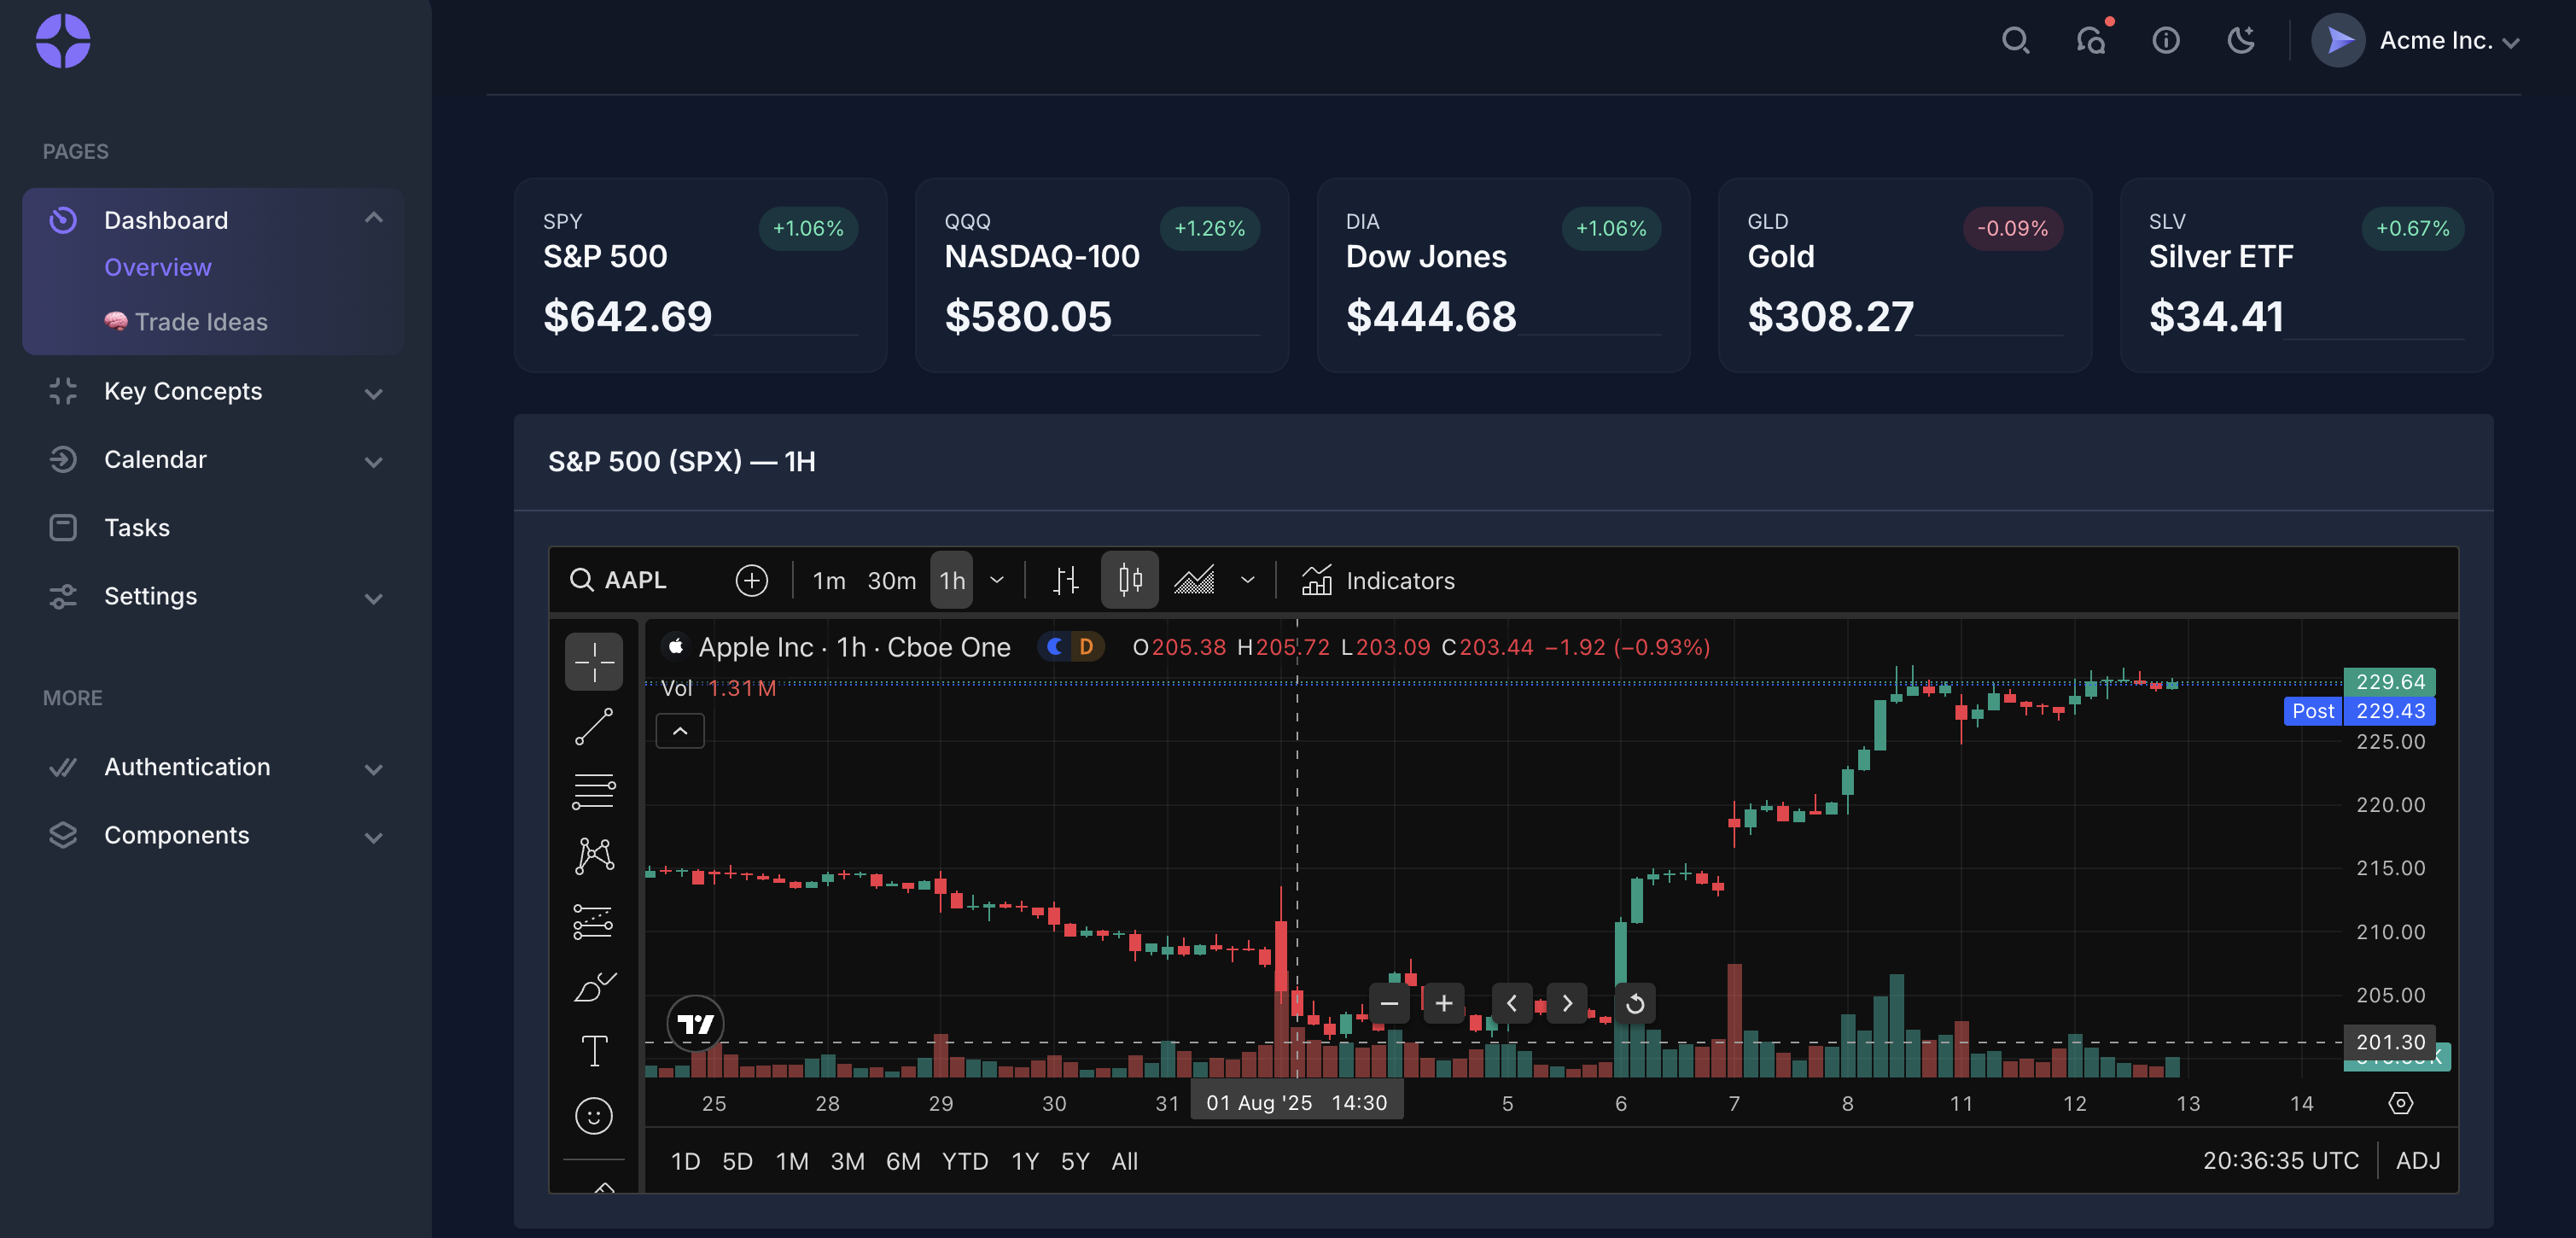 Acme Inc.
PAGES
Dashboard
Overview
Trade Ideas
Key Concepts
Calendar
Tasks
Settings
MORE
Authentication
Components
SPY
S&P 500
+1.06%
$642.69
QQQ
NASDAQ-100
+1.26%
$580.05
DIA
Dow Jones
+1.06%
$444.68
GLD
Gold
-0.09%
$308.27
SLV
Silver ETF
+0.67%
$34.41
S&P 500 (SPX) — 1H
AAPL 1m 30m 1h Indicators
Apple Inc · 1h · Cboe One D O205.38 H205.72 L203.09 C203.44 −1.92 (−0.93%)
Vol 1.31 M
229.64
Post 229.43
225.00
220.00
215.00
210.00
205.00
201.30
25 28 29 30 31 01 Aug '25 14:30 5 6 7 8 11 12 13 14
1D 5D 1M 3M 6M YTD 1Y 5Y All 20:36:35 UTC ADJ